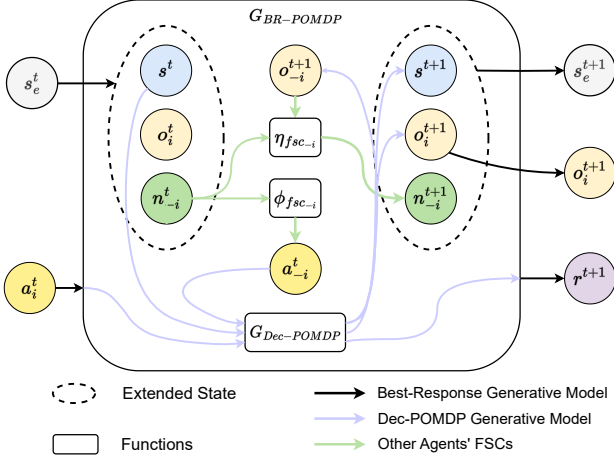 G_{BR-POMDP}
s_e^t
s^t
o_{-i}^{t+1}
s^{t+1}
s_e^{t+1}
o_i^t
η_{fsc_{-i}}
o_i^{t+1}
o_i^{t+1}
n_{-i}^t
ϕ_{fsc_{-i}}
n_{-i}^{t+1}
a_i^t
a_{-i}^t
r^{t+1}
G_{Dec-POMDP}
Extended State
Best-Response Generative Model
Dec-POMDP Generative Model
Functions
Other Agents' FSCs